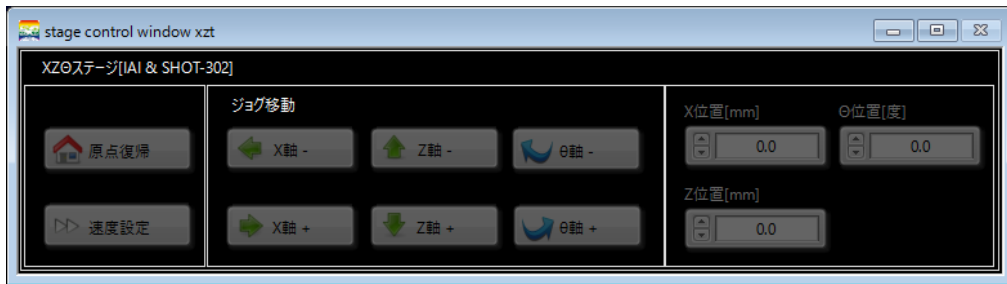 stage control window xzt
XZΘステージ[IAI & SHOT-302]
ジョグ移動
原点復帰
X軸 -
Z軸 -
θ軸 -
速度設定
X軸 +
Z軸 +
θ軸 +
X位置[mm]
Θ位置[度]
0.0
0.0
Z位置[mm]
0.0